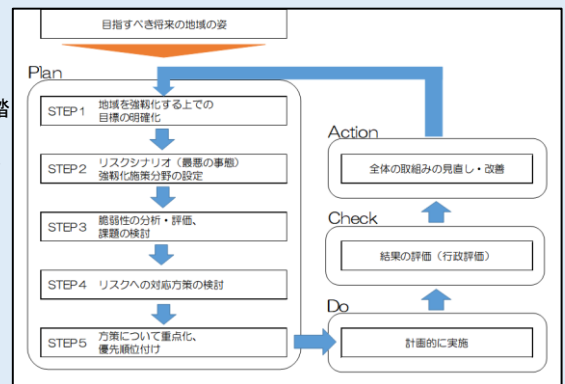 目指すべき将来の地域の姿
Plan
STEP1 地域を強靱化する上での
目標の明確化
STEP2 リスクシナリオ（最悪の事態）
強靱化施策分野の設定
STEP3 脆弱性の分析・評価、
課題の検討
STEP4 リスクへの対応方策の検討
STEP5 方策について重点化、
優先順位付け
Action
全体の取組みの見直し・改善
Check
結果の評価（行政評価）
Do
計画的に実施
踏